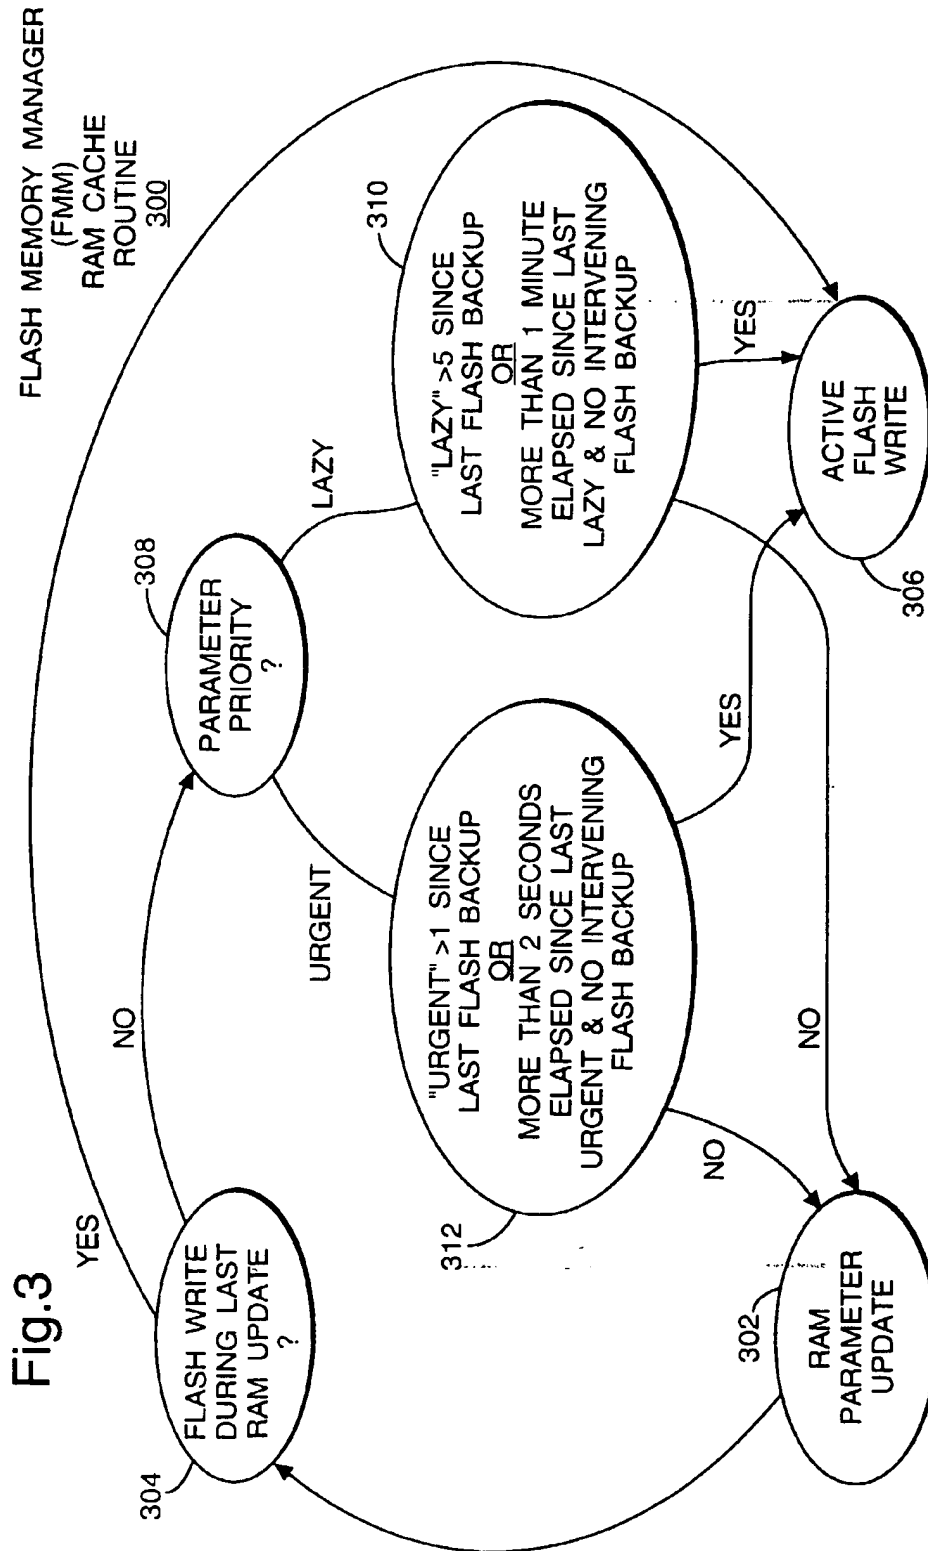 Fig.3
FLASH MEMORY MANAGER
(FMM)
RAM CACHE
ROUTINE
300
YES
304
FLASH WRITE
DURING LAST
RAM UPDATE
?
NO
308
PARAMETER
PRIORITY
?
URGENT
LAZY
312
"URGENT" >1 SINCE
LAST FLASH BACKUP
OR
MORE THAN 2 SECONDS
ELAPSED SINCE LAST
URGENT & NO INTERVENING
FLASH BACKUP
310
"LAZY" >5 SINCE
LAST FLASH BACKUP
OR
MORE THAN 1 MINUTE
ELAPSED SINCE LAST
LAZY & NO INTERVENING
FLASH BACKUP
NO
YES
YES
NO
302
RAM
PARAMETER
UPDATE
306
ACTIVE
FLASH
WRITE